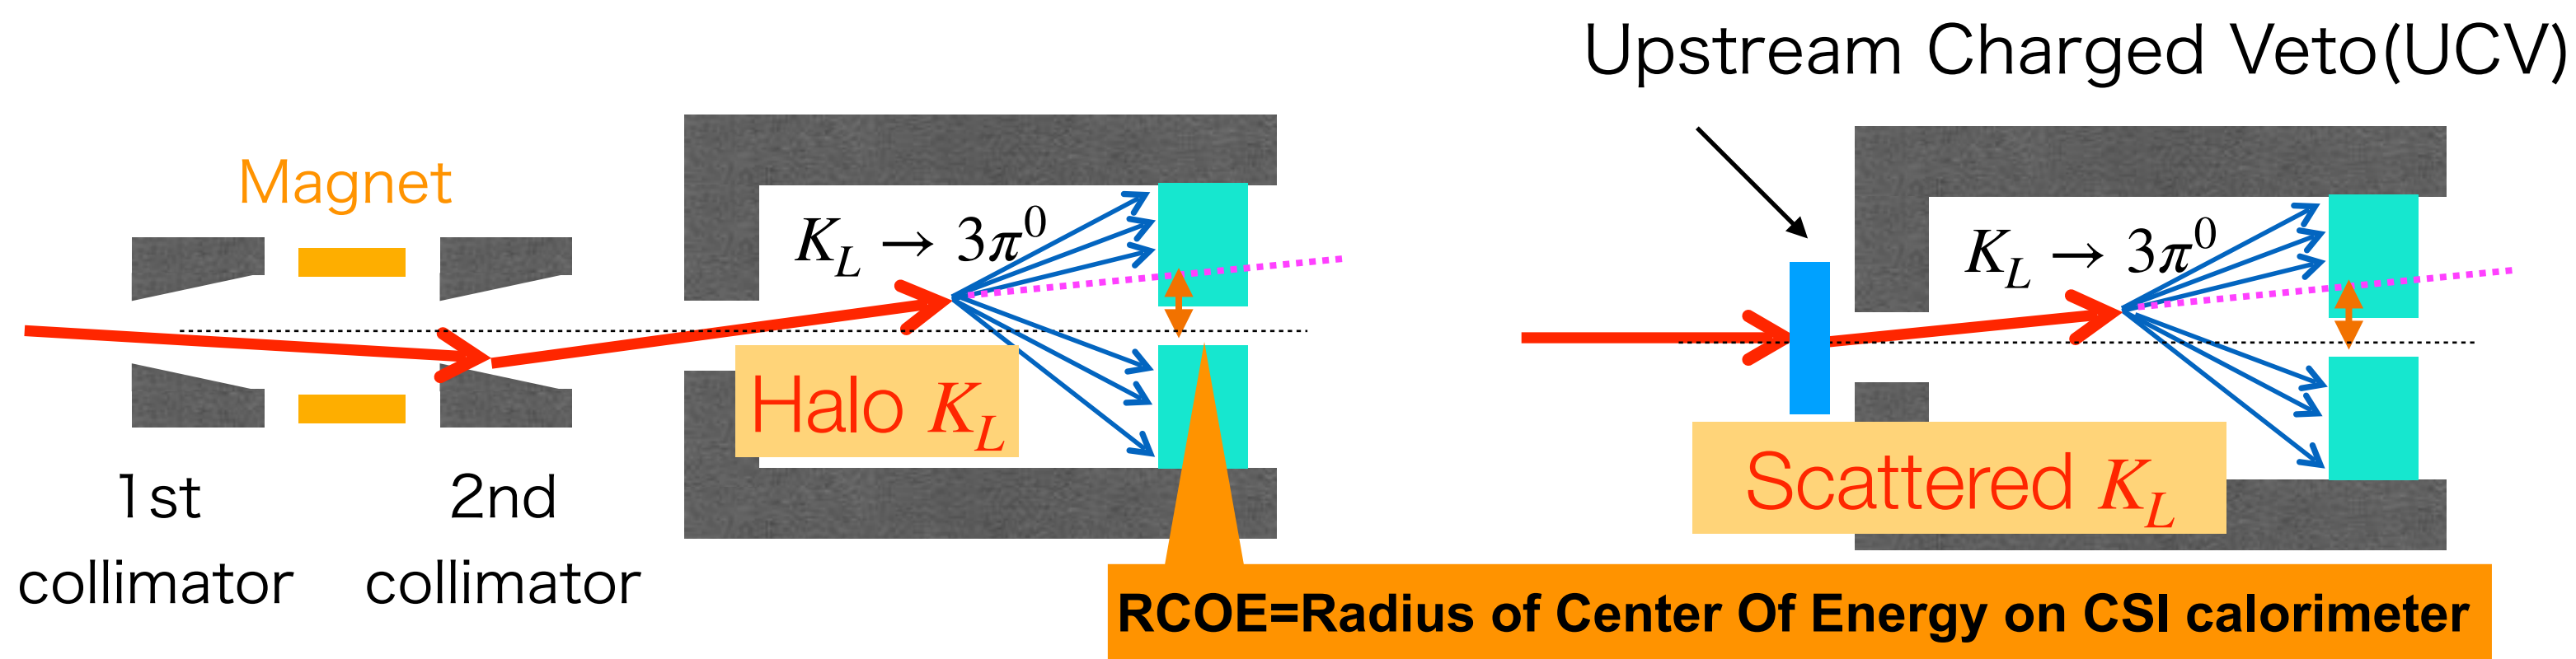 Upstream Charged Veto(UCV)
Magnet
K_L → 3π^0
K_L → 3π^0
Halo K_L
Scattered K_L
1st
collimator
2nd
collimator
RCOE=Radius of Center Of Energy on CSI calorimeter